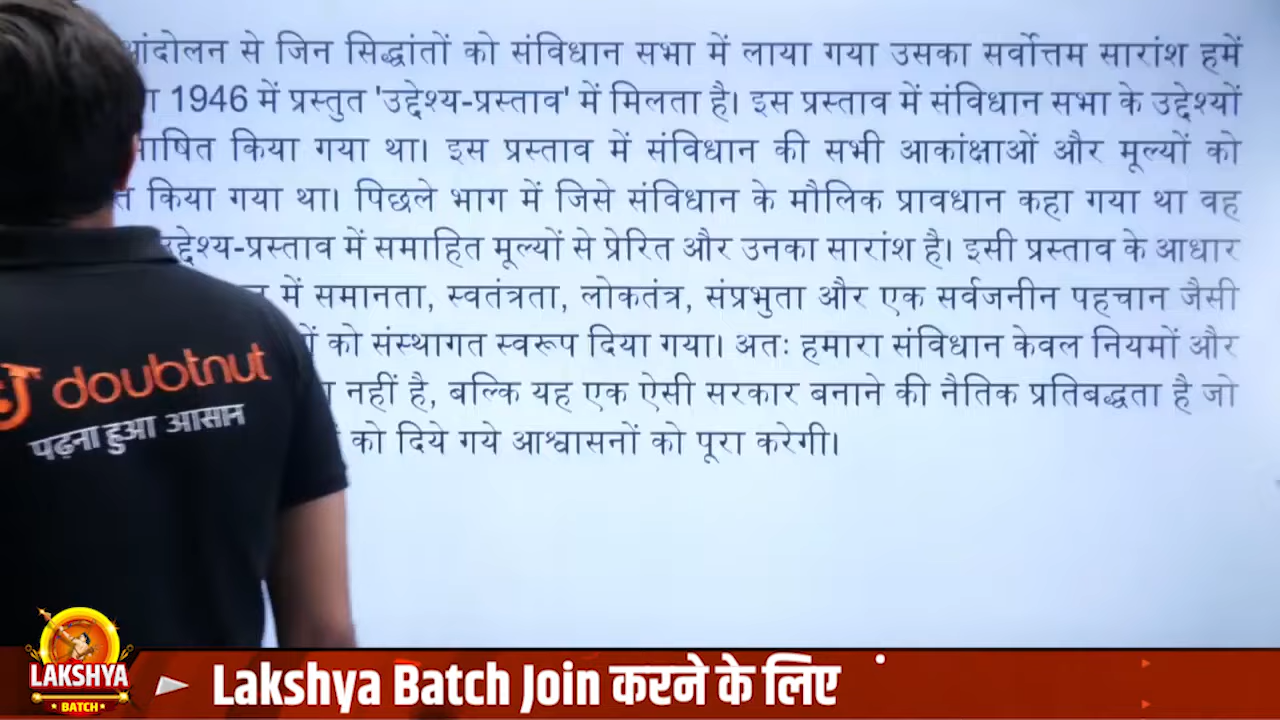 से जिन सिद्धांतों को संविधान सभा में लाया गया उसका सर्वोत्तम सारांश हमें
1946 में प्रस्तुत 'उद्देश्य-प्रस्ताव' में मिलता है। इस प्रस्ताव में संविधान सभा के उद्देश्यों
किया गया था। इस प्रस्ताव में संविधान की सभी आकांक्षाओं और मूल्यों को
किया गया था। पिछले भाग में जिसे संविधान के मौलिक प्रावधान कहा गया था वह
उद्देश्य-प्रस्ताव में समाहित मूल्यों से प्रेरित और उनका सारांश है। इसी प्रस्ताव के आधार
में समानता, स्वतंत्रता, लोकतंत्र, संप्रभुता और एक सर्वजनीन पहचान जैसी
को संस्थागत स्वरूप दिया गया। अतः हमारा संविधान केवल नियमों और
नहीं है, बल्कि यह एक ऐसी सरकार बनाने की नैतिक प्रतिबद्धता है जो
को दिये गये आश्वासनों को पूरा करेगी।
doubtnut
पढ़ना हुआ आसान
LAKSHYA
BATCH
Lakshya Batch Join करने के लिए